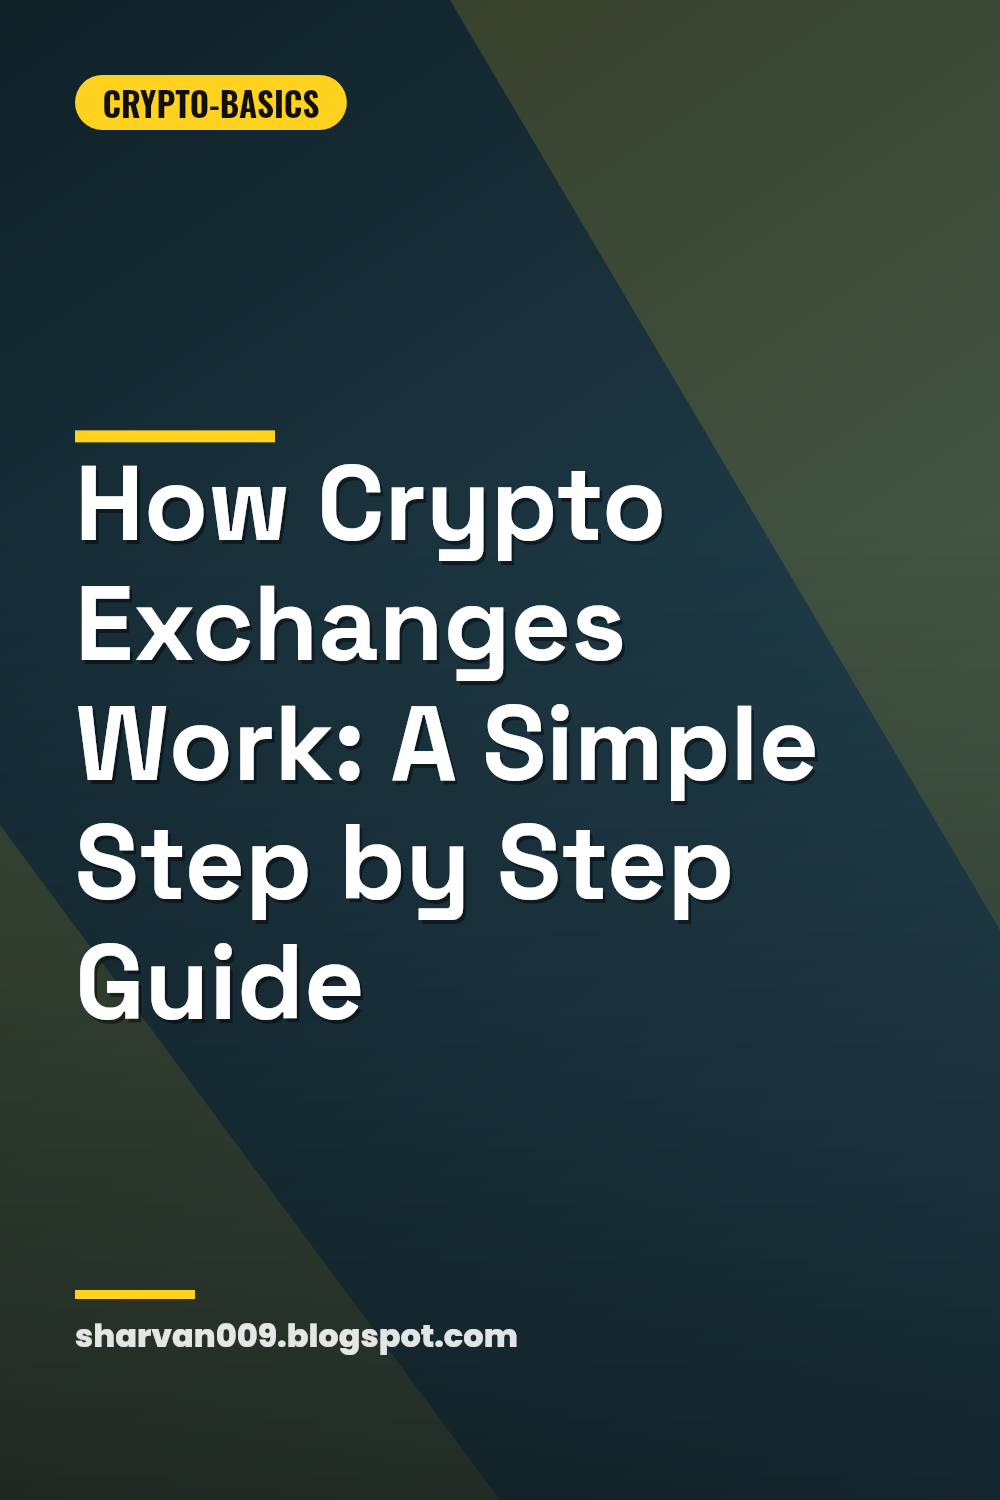 CRYPTO-BASICS
How Crypto
Exchanges
Work: A Simple
Step by Step
Guide
sharvan009.blogspot.com